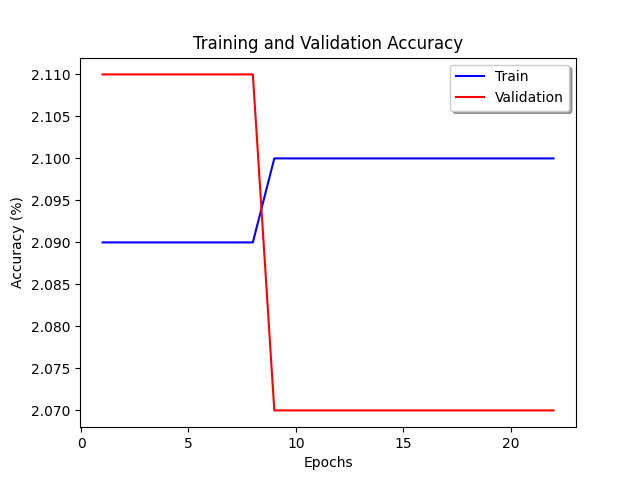 Training and Validation Accuracy
Train
Validation
2.110
2.105
2.100
2.095
2.090
2.085
2.080
2.075
2.070
Accuracy (%)
0
5
10
15
20
Epochs